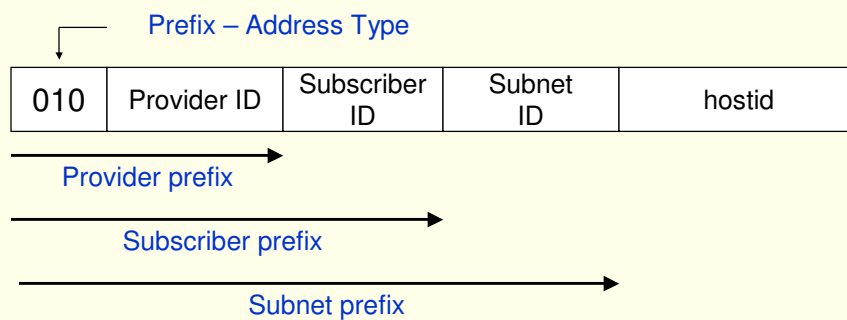 Prefix – Address Type
010
Provider ID
Subscriber
ID
Subnet
ID
hostid
Provider prefix
Subscriber prefix
Subnet prefix